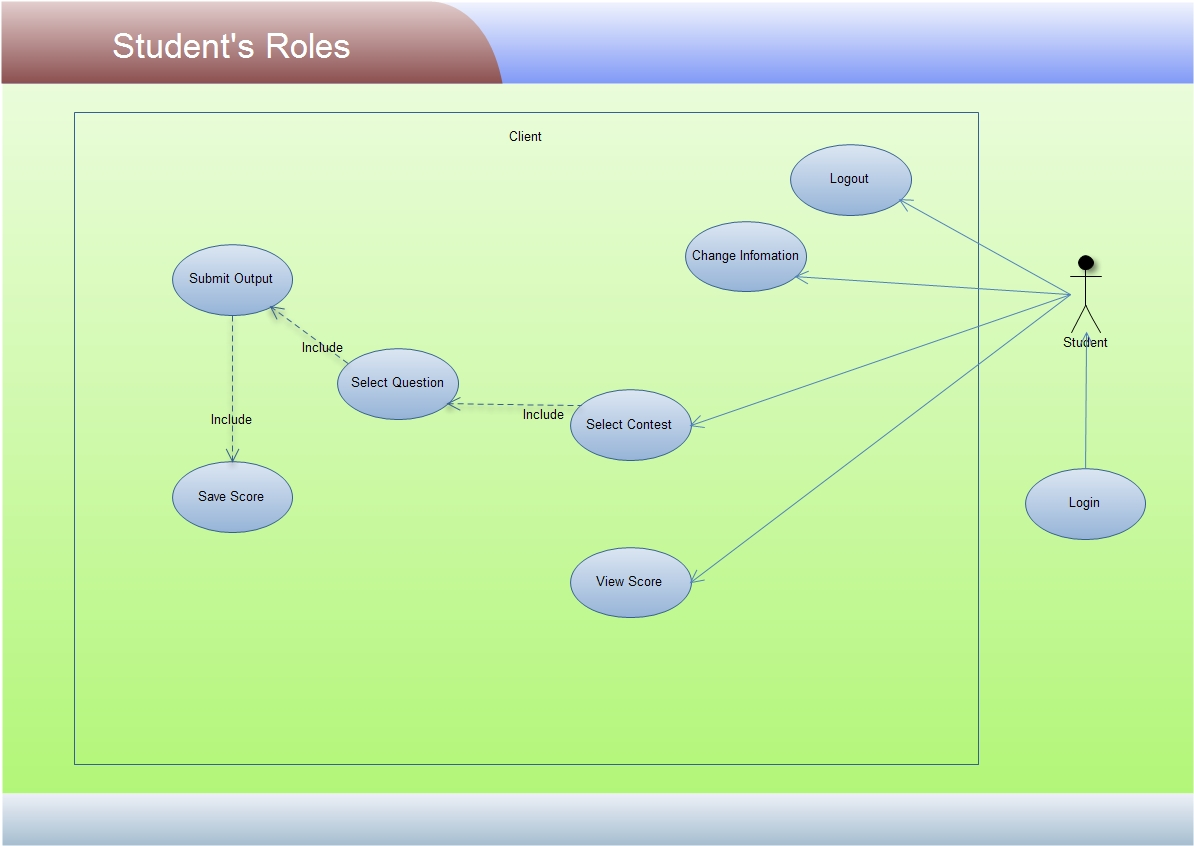 Student's Roles
Client
Logout
Change Infomation
Submit Output
Student
Include
Select Question
Include
Include
Select Contest
Save Score
Login
View Score